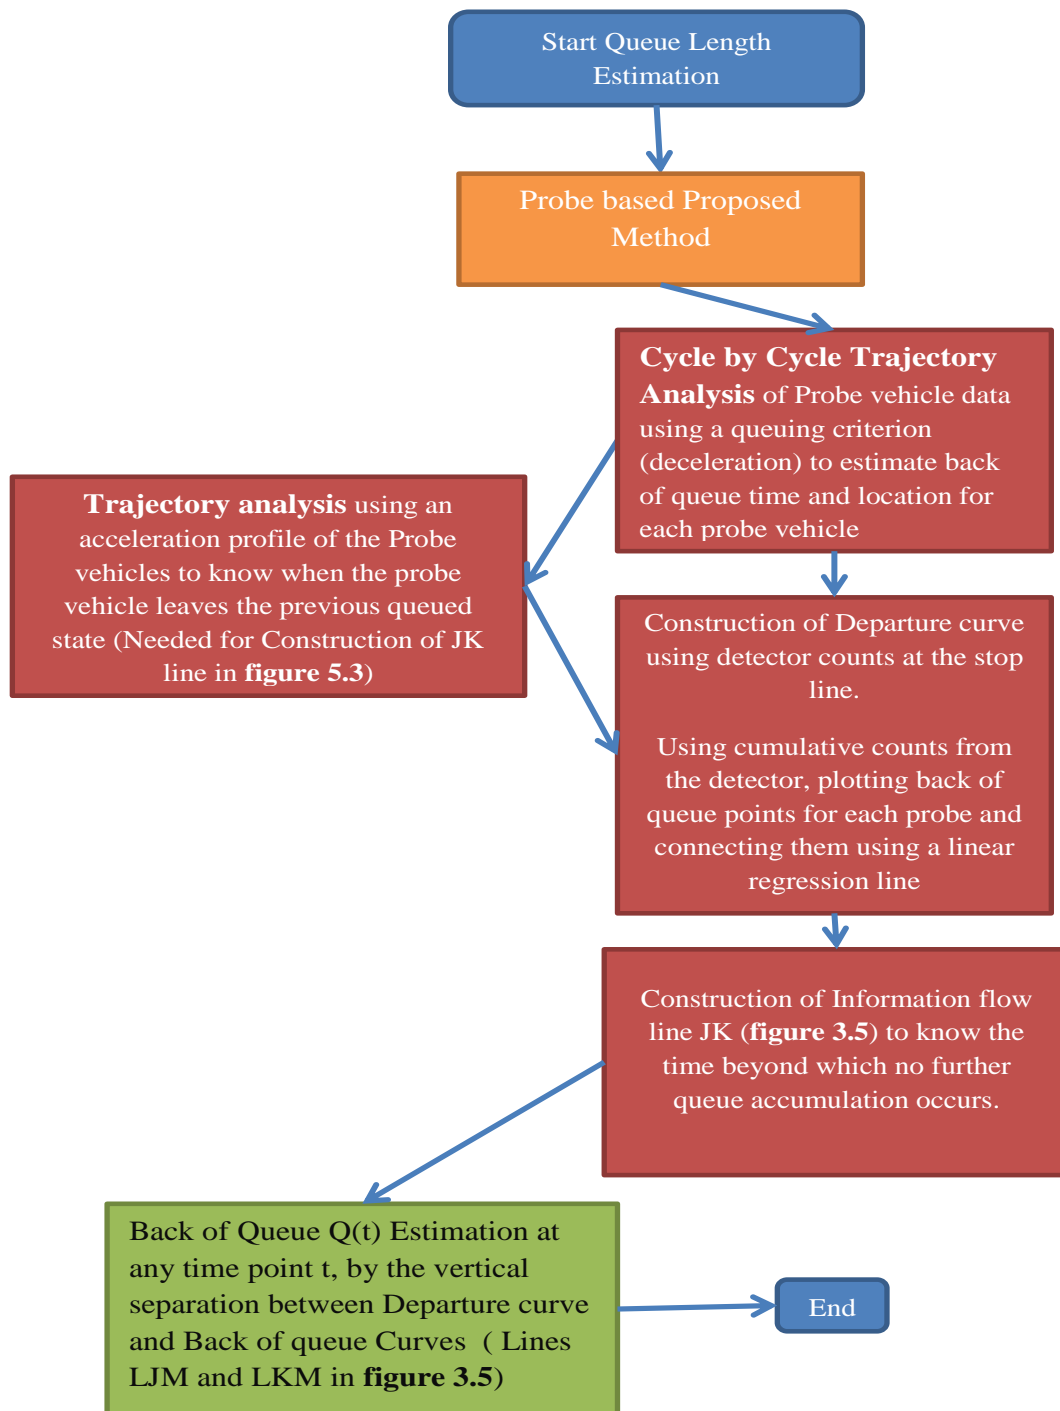 Start Queue Length
Estimation
Probe based Proposed
Method
Cycle by Cycle Trajectory
Analysis of Probe vehicle data
using a queuing criterion
(deceleration) to estimate back
of queue time and location for
each probe vehicle
Trajectory analysis using an
acceleration profile of the Probe
vehicles to know when the probe
vehicle leaves the previous queued
state (Needed for Construction of JK
line in figure 5.3)
Construction of Departure curve
using detector counts at the stop
line.
Using cumulative counts from
the detector, plotting back of
queue points for each probe and
connecting them using a linear
regression line
Construction of Information flow
line JK (figure 3.5) to know the
time beyond which no further
queue accumulation occurs.
Back of Queue Q(t) Estimation at
any time point t, by the vertical
separation between Departure curve
and Back of queue Curves ( Lines
LJM and LKM in figure 3.5)
End